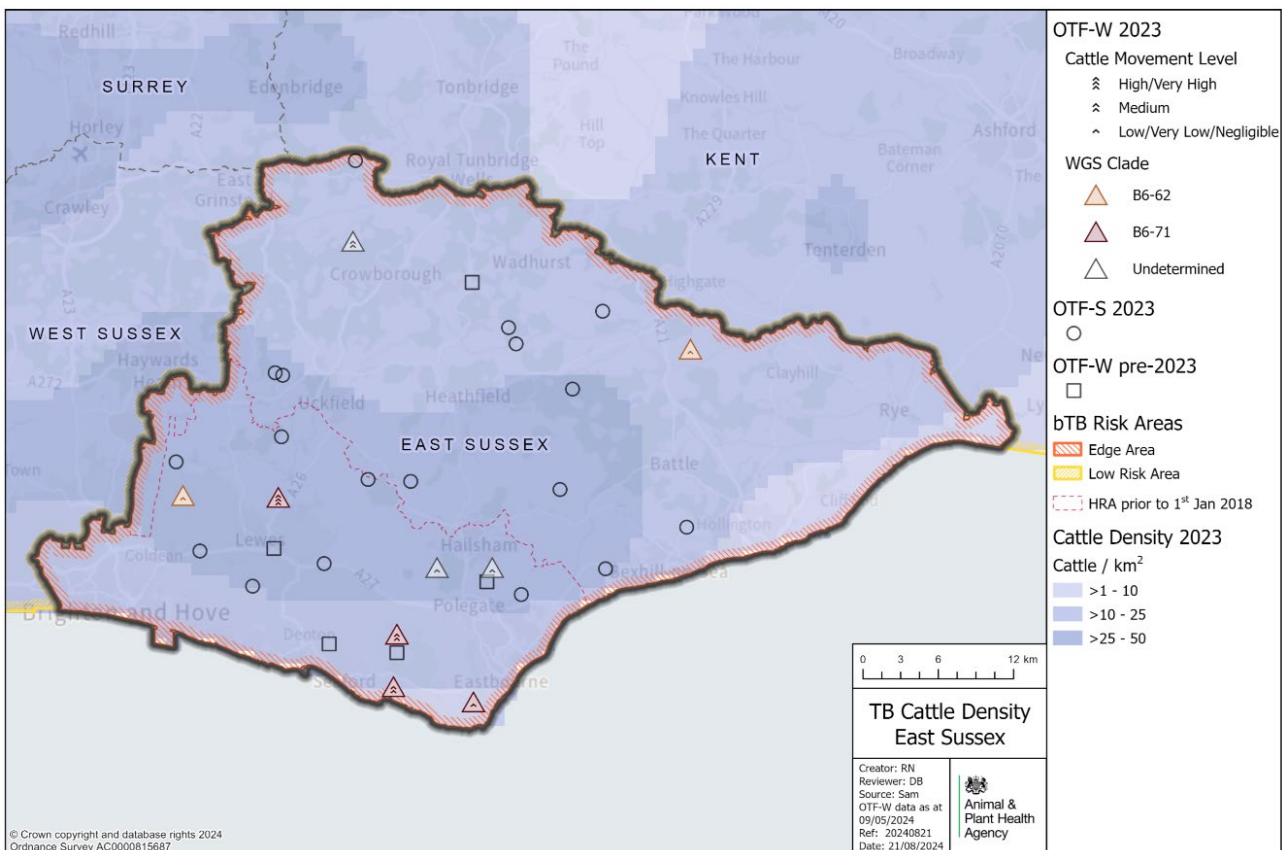 Redhill
SURREY
Edenbridge
Tonbridge
The
Pound
The Harbour
Broadway
A20
A23
A22
Horley
Knowles Hill
Hill
Top
The Quarter
Ashford
Royal Tunbridge
Wells
KENT
Bateman
Corner
East
Grinstead
Crawley
A229
Tenterden
A2070
Crowborough
Wadhurst
A23
A21
WEST SUSSEX
Haywards
A272
Uckfield
Heathfield
Clayhill
Rye
EAST SUSSEX
Town
A26
Battle
Hollington
Coldean
Lewes
Hailsham
A27
Bexhill-on-Sea
Brighton and Hove
Polegate
Denton
Seaford
Eastbourne
OTF-W 2023
Cattle Movement Level
High/Very High
Medium
Low/Very Low/Negligible
WGS Clade
B6-62
B6-71
Undetermined
OTF-S 2023
OTF-W pre-2023
bTB Risk Areas
Edge Area
Low Risk Area
HRA prior to 1st Jan 2018
Cattle Density 2023
Cattle / km2
>1 - 10
>10 - 25
>25 - 50
0 3 6 12 km
TB Cattle Density
East Sussex
Creator: RN
Reviewer: DB
Source: Sam
OTF-W data as at
09/05/2024
Ref: 20240821
Date: 21/08/2024
Animal &
Plant Health
Agency
© Crown copyright and database rights 2024
Ordnance Survey AC0000815687